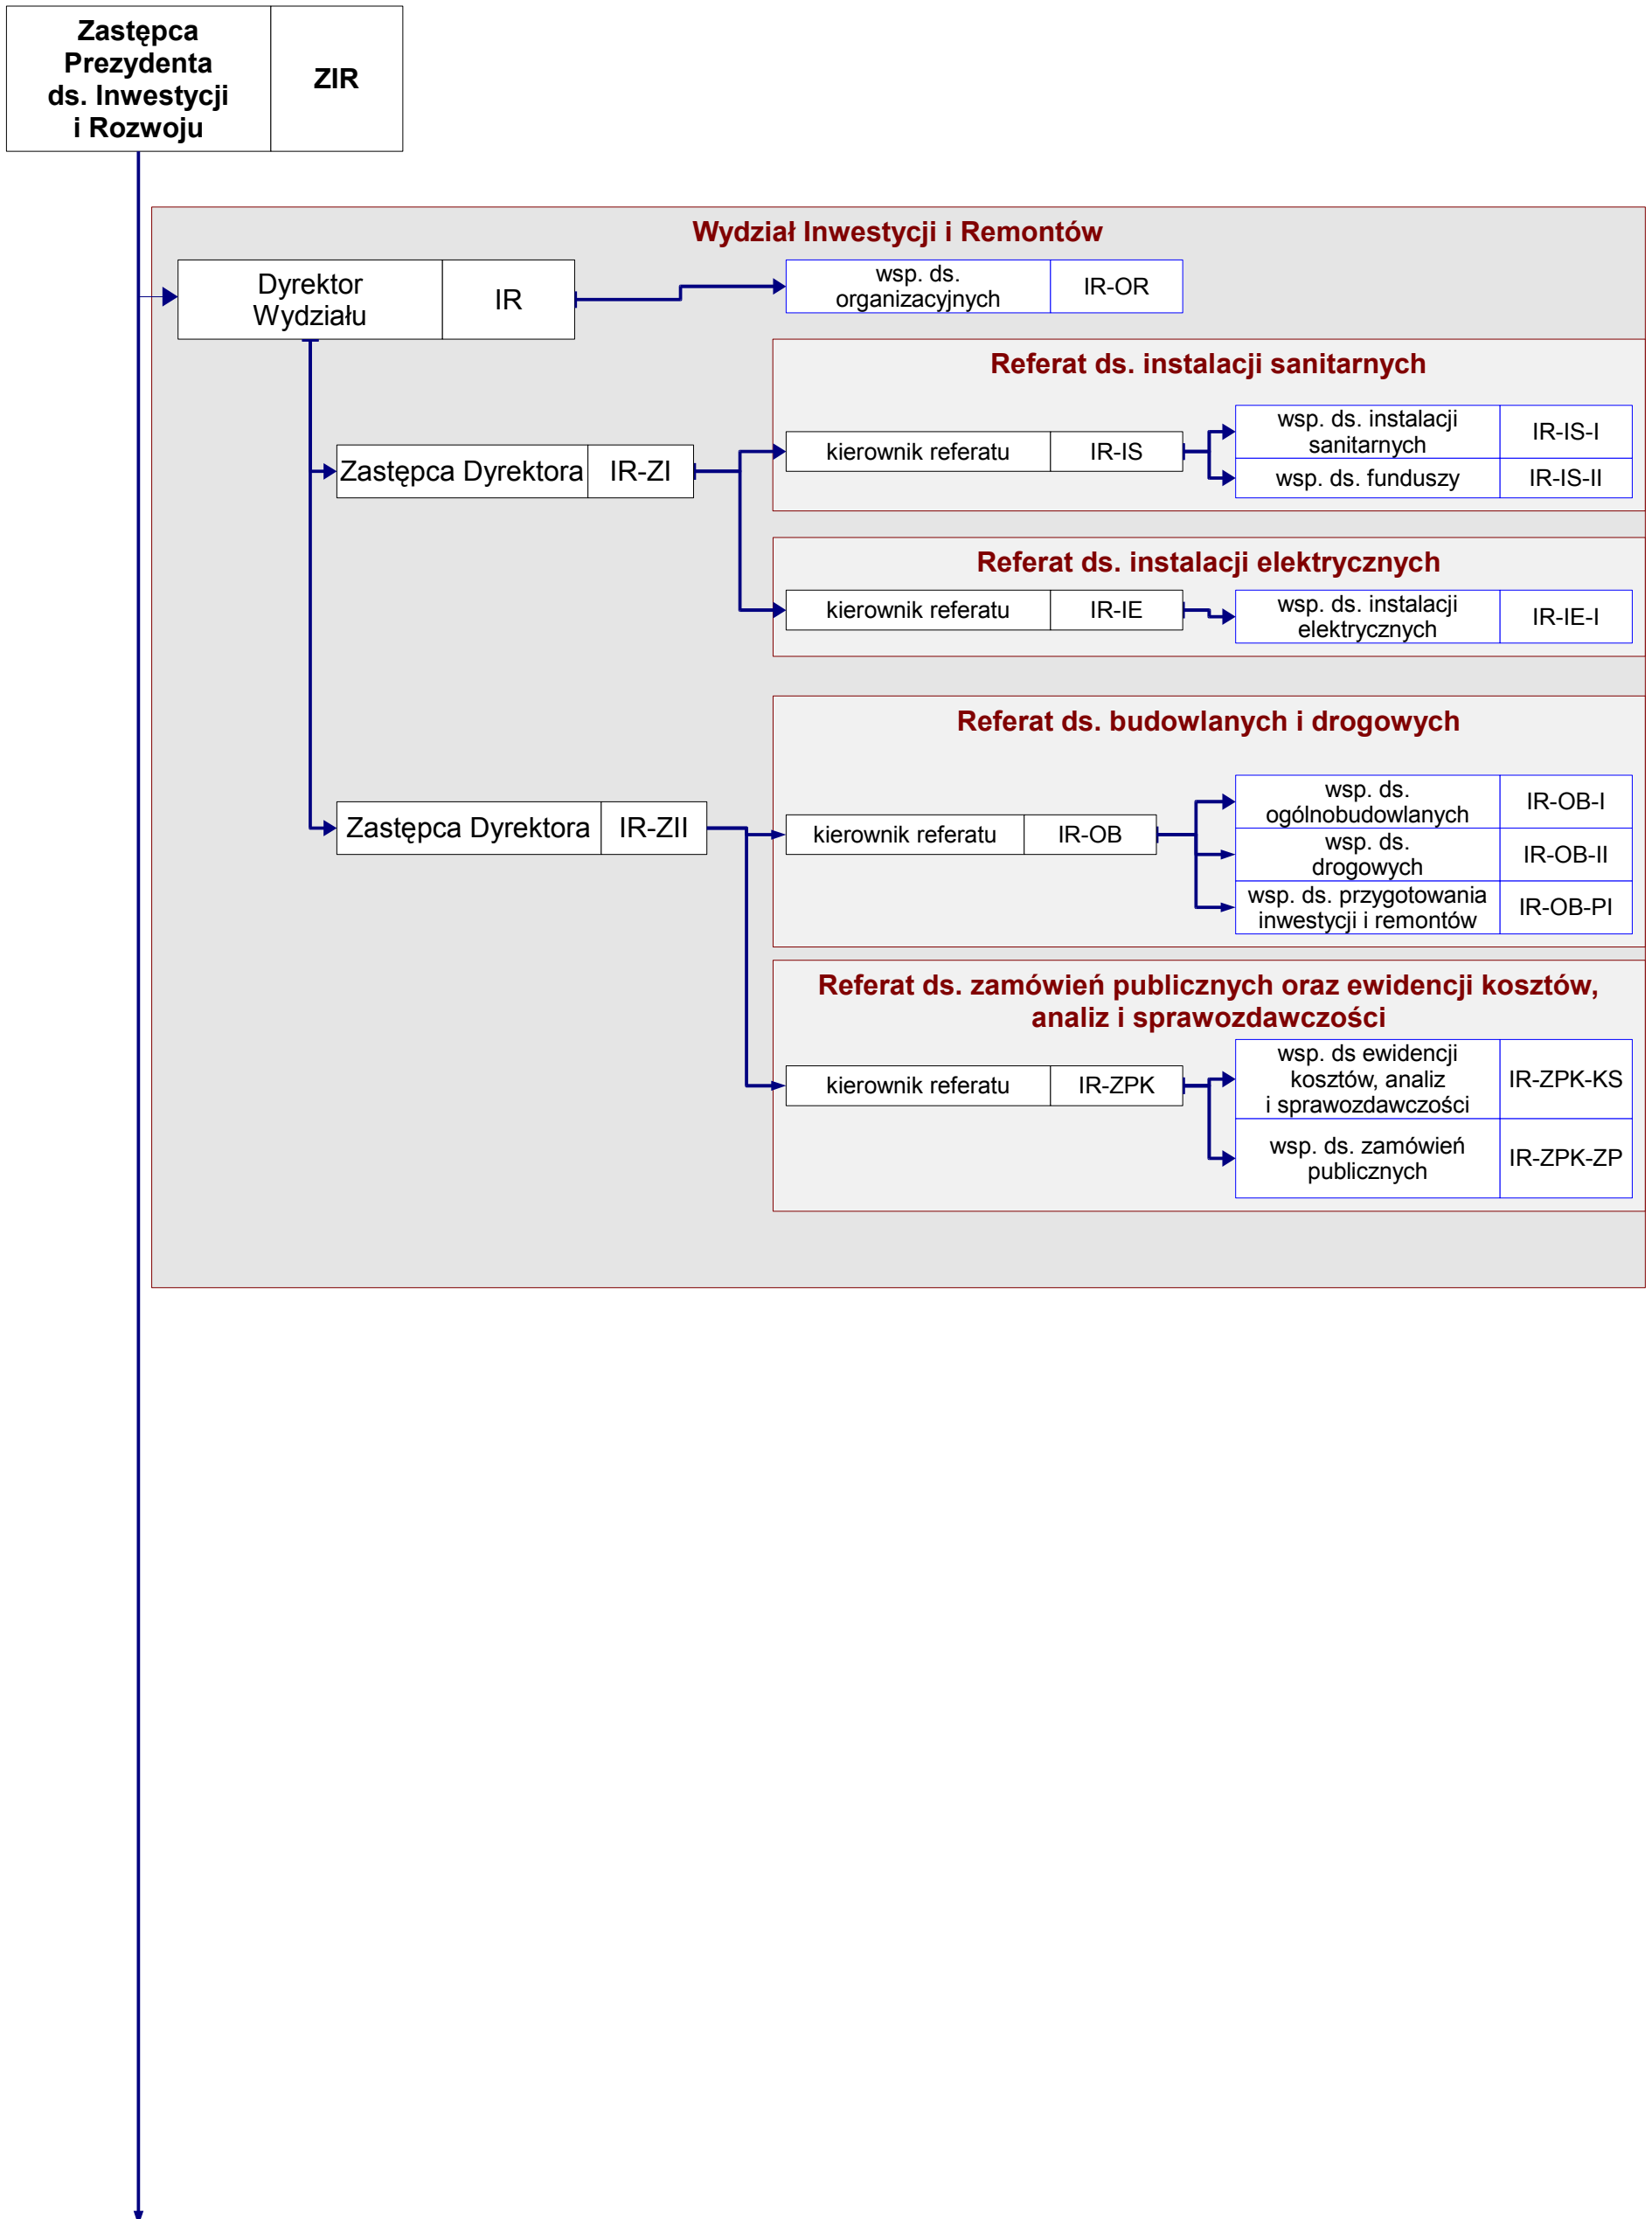 Zastępca
Prezydenta
ds. Inwestycji
i Rozwoju
ZIR
Wydział Inwestycji i Remontów
Dyrektor
Wydziału
IR
wsp. ds.
organizacyjnych
IR-OR
Referat ds. instalacji sanitarnych
Zastępca Dyrektora
IR-ZI
kierownik referatu
IR-IS
wsp. ds. instalacji
sanitarnych
IR-IS-I
wsp. ds. funduszy
IR-IS-II
Referat ds. instalacji elektrycznych
kierownik referatu
IR-IE
wsp. ds. instalacji
elektrycznych
IR-IE-I
Referat ds. budowlanych i drogowych
Zastępca Dyrektora
IR-ZII
kierownik referatu
IR-OB
wsp. ds.
ogólnobudowlanych
IR-OB-I
wsp. ds.
drogowych
IR-OB-II
wsp. ds. przygotowania
inwestycji i remontów
IR-OB-PI
Referat ds. zamówień publicznych oraz ewidencji kosztów,
analiz i sprawozdawczości
kierownik referatu
IR-ZPK
wsp. ds ewidencji
kosztów, analiz
i sprawozdawczości
IR-ZPK-KS
wsp. ds. zamówień
publicznych
IR-ZPK-ZP